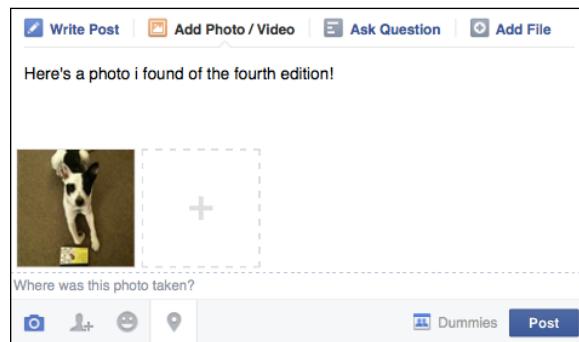 Write Post Add Photo / Video Ask Question Add File
Here's a photo i found of the fourth edition!
Where was this photo taken?
Dummies Post